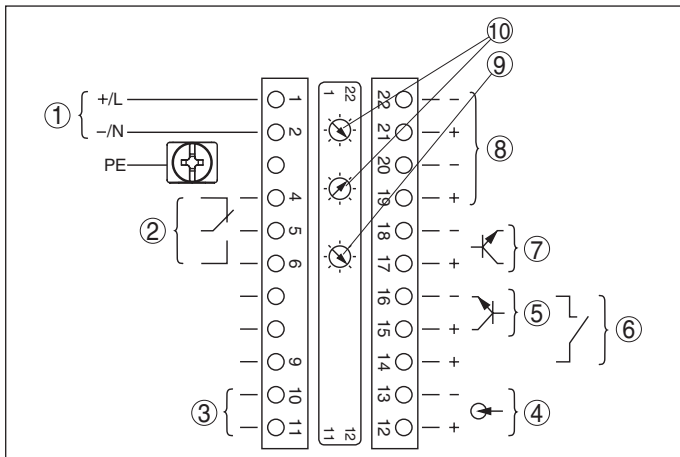 ⑩
⑨
① +/L 1 1 22 22 − ⑧
−/N 2 21 +
PE 20 −
② 4 19 +
5 18 − ⑦
6 17 +
16 − ⑤ ⑥
15 +
9 14 +
③ 10 13 − ④
11 11 12 12 +